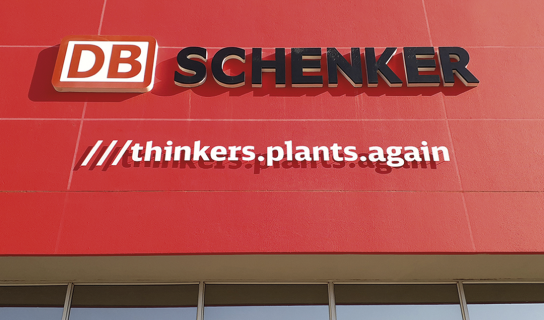 DB SCHENKER
///thinkers.plants.again